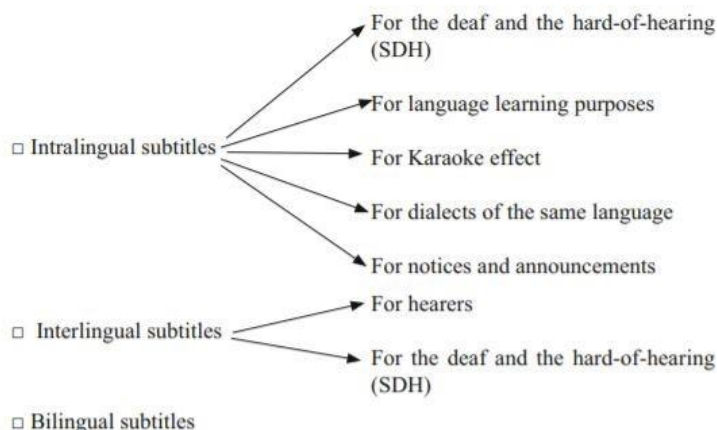 For the deaf and the hard-of-hearing
(SDH)
For language learning purposes
□ Intralingual subtitles
For Karaoke effect
For dialects of the same language
For notices and announcements
For hearers
□ Interlingual subtitles
For the deaf and the hard-of-hearing
(SDH)
□ Bilingual subtitles